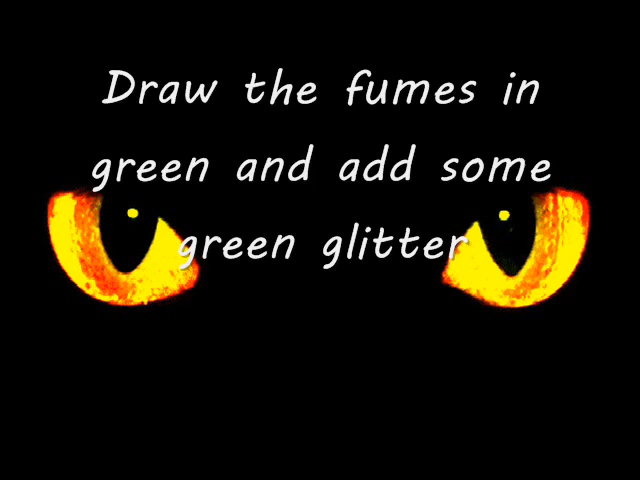 Draw the fumes in
green and add some
green glitter